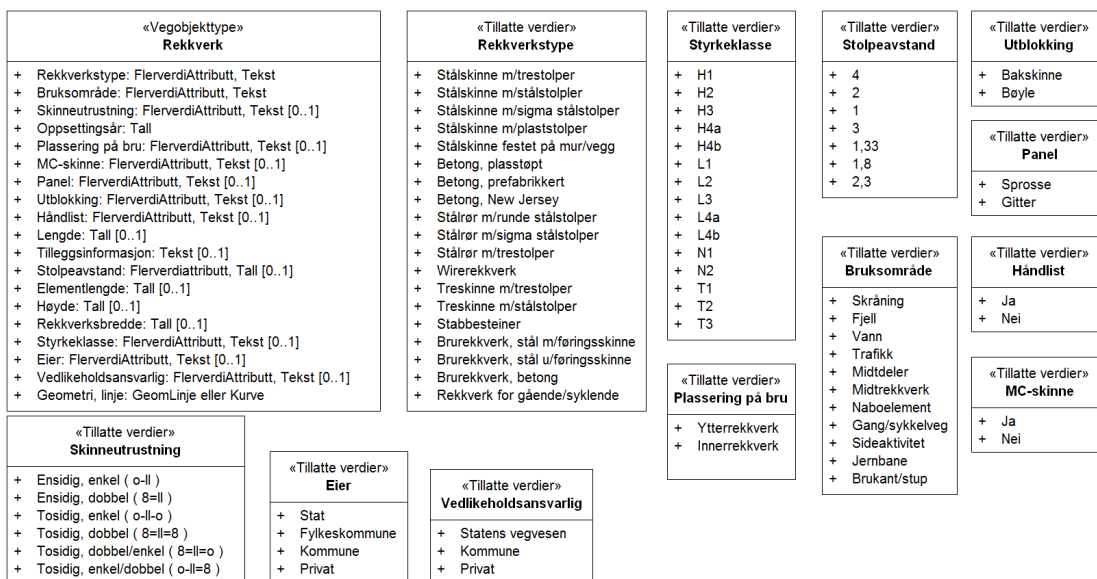 «Vegobjekttype»
Rekkverk
+ Rekkverkstype: FlerverdiAttributt, Tekst
+ Bruksområde: FlerverdiAttributt, Tekst
+ Skinneutrustning: FlerverdiAttributt, Tekst [0..1]
+ Oppsettingsår: Tall
+ Plassering på bru: FlerverdiAttributt, Tekst [0..1]
+ MC-skinne: FlerverdiAttributt, Tekst [0..1]
+ Panel: FlerverdiAttributt, Tekst [0..1]
+ Utblokking: FlerverdiAttributt, Tekst [0..1]
+ Håndlist: FlerverdiAttributt, Tekst [0..1]
+ Lengde: Tall [0..1]
+ Tilleggsinformasjon: Tekst [0..1]
+ Stolpeavstand: Flerverdiattributt, Tall [0..1]
+ Elementlengde: Tall [0..1]
+ Høyde: Tall [0..1]
+ Rekkverksbredde: Tall [0..1]
+ Styrkeklasse: FlerverdiAttributt, Tekst [0..1]
+ Eier: FlerverdiAttributt, Tekst [0..1]
+ Vedlikeholdsansvarlig: FlerverdiAttributt, Tekst [0..1]
+ Geometri, linje: GeomLinje eller Kurve
«Tillatte verdier»
Rekkverkstype
+ Stålskinne m/trestolper
+ Stålskinne m/stålstolpler
+ Stålskinne m/sigma stålstolper
+ Stålskinne m/plaststolper
+ Stålskinne festet på mur/vegg
+ Betong, plasstøpt
+ Betong, prefabrikkert
+ Betong, New Jersey
+ Stålrør m/runde stålstolper
+ Stålrør m/sigma stålstolper
+ Stålrør m/trestolper
+ Wirerekkverk
+ Treskinne m/trestolper
+ Treskinne m/stålstolper
+ Stabbesteiner
+ Brurekkverk, stål m/føringsskinne
+ Brurekkverk, stål u/føringsskinne
+ Brurekkverk, betong
+ Rekkverk for gående/syklende
«Tillatte verdier»
Styrkeklasse
+ H1
+ H2
+ H3
+ H4a
+ H4b
+ L1
+ L2
+ L3
+ L4a
+ L4b
+ N1
+ N2
+ T1
+ T2
+ T3
«Tillatte verdier»
Stolpeavstand
+ 4
+ 2
+ 1
+ 3
+ 1,33
+ 1,8
+ 2,3
«Tillatte verdier»
Utblokking
+ Bakskinne
+ Bøyle
«Tillatte verdier»
Panel
+ Sprosse
+ Gitter
«Tillatte verdier»
Bruksområde
+ Skråning
+ Fjell
+ Vann
+ Trafikk
+ Midtdeler
+ Midtrekkverk
+ Naboelement
+ Gang/sykkelveg
+ Sideaktivitet
+ Jernbane
+ Brukant/stup
«Tillatte verdier»
Håndlist
+ Ja
+ Nei
«Tillatte verdier»
Plassering på bru
+ Ytterrekkverk
+ Innerrekkverk
«Tillatte verdier»
MC-skinne
+ Ja
+ Nei
«Tillatte verdier»
Skinneutrustning
+ Ensidig, enkel ( o-ll )
+ Ensidig, dobbel ( 8=ll )
+ Tosidig, enkel ( o-ll-o )
+ Tosidig, dobbel ( 8=ll=8 )
+ Tosidig, dobbel/enkel ( 8=ll=o )
+ Tosidig, enkel/dobbel ( o-ll=8 )
«Tillatte verdier»
Eier
+ Stat
+ Fylkeskommune
+ Kommune
+ Privat
«Tillatte verdier»
Vedlikeholdsansvarlig
+ Statens vegvesen
+ Kommune
+ Privat